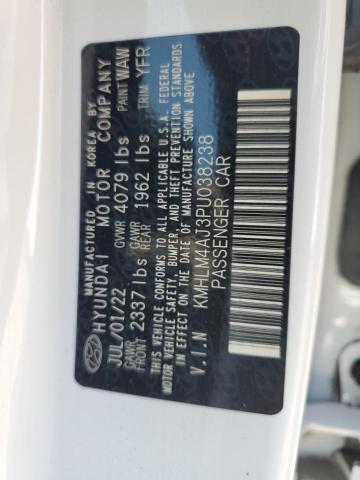 MANUFACTURED IN KOREA BY
HYUNDAI MOTOR COMPANY
JUL/01/22 GVWR 4079 lbs PAINT WAW
GAWR FRONT 2337 lbs GAWR REAR 1962 lbs TRIM YFR
THIS VEHICLE CONFORMS TO ALL APPLICABLE U.S.A. FEDERAL
MOTOR VEHICLE SAFETY, BUMPER, AND THEFT PREVENTION STANDARDS
IN EFFECT ON THE DATE OF MANUFACTURE SHOWN ABOVE
V.I.N KMHLM4AJ3PU038238
PASSENGER CAR